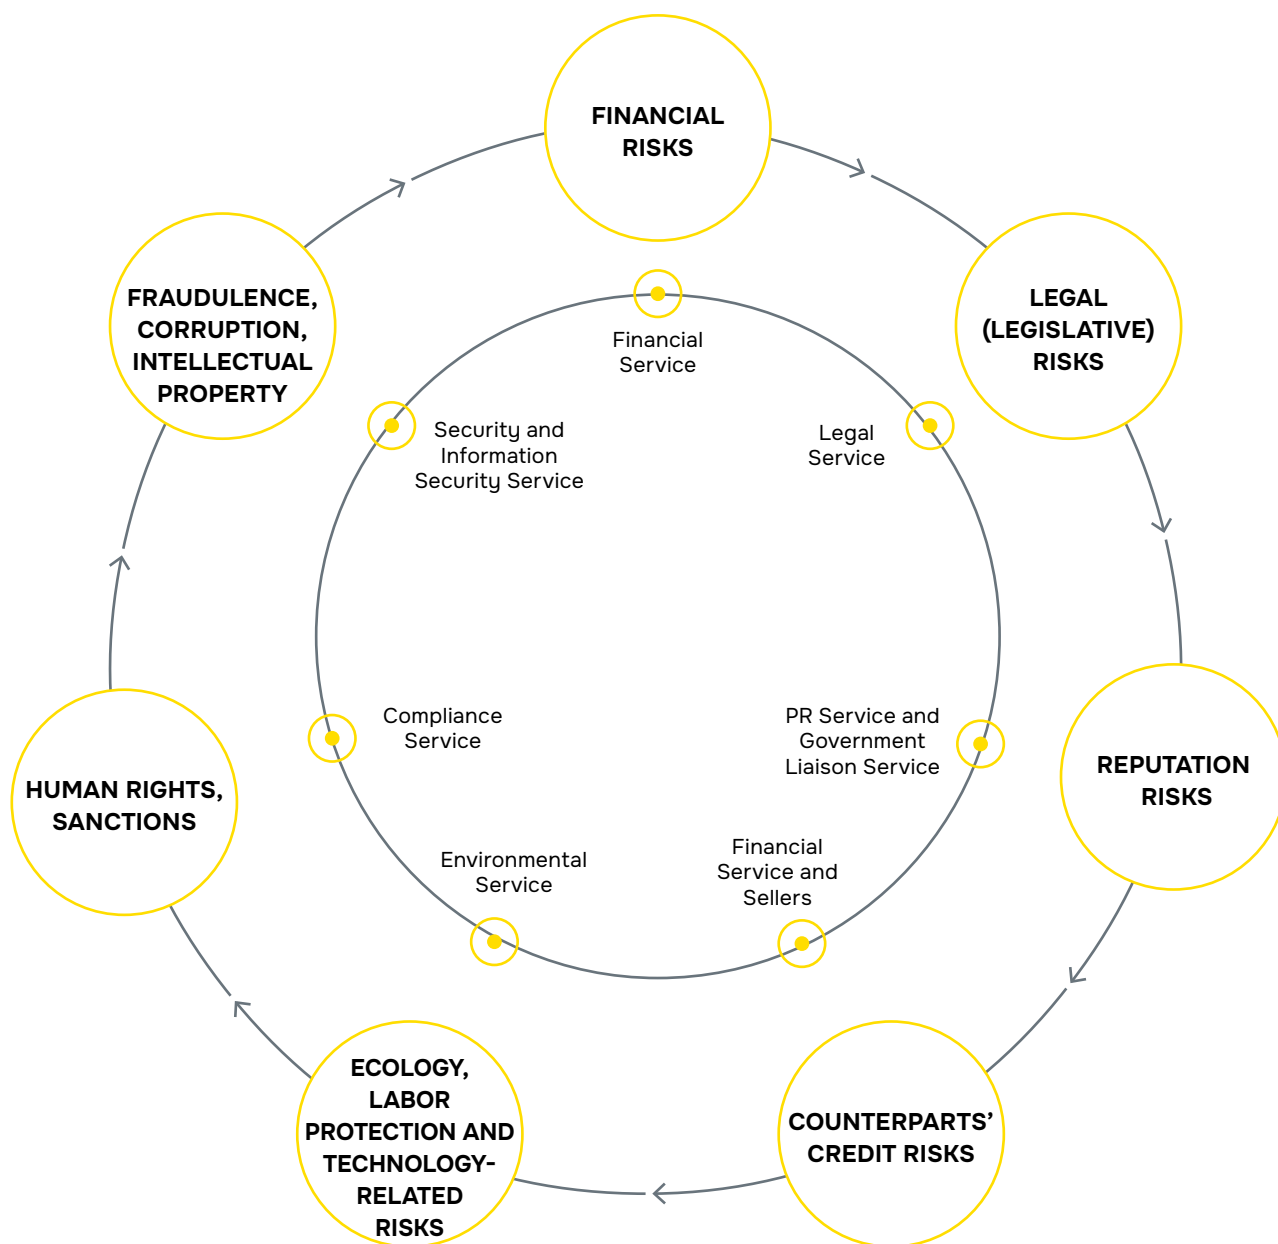 FINANCIAL
RISKS
LEGAL
(LEGISLATIVE)
RISKS
REPUTATION
RISKS
COUNTERPARTS’
CREDIT RISKS
ECOLOGY,
LABOR
PROTECTION AND
TECHNOLOGY-
RELATED
RISKS
HUMAN RIGHTS,
SANCTIONS
FRAUDULENCE,
CORRUPTION,
INTELLECTUAL
PROPERTY
Financial
Service
Legal
Service
PR Service and
Government
Liaison Service
Financial
Service and
Sellers
Environmental
Service
Compliance
Service
Security and
Information
Security Service